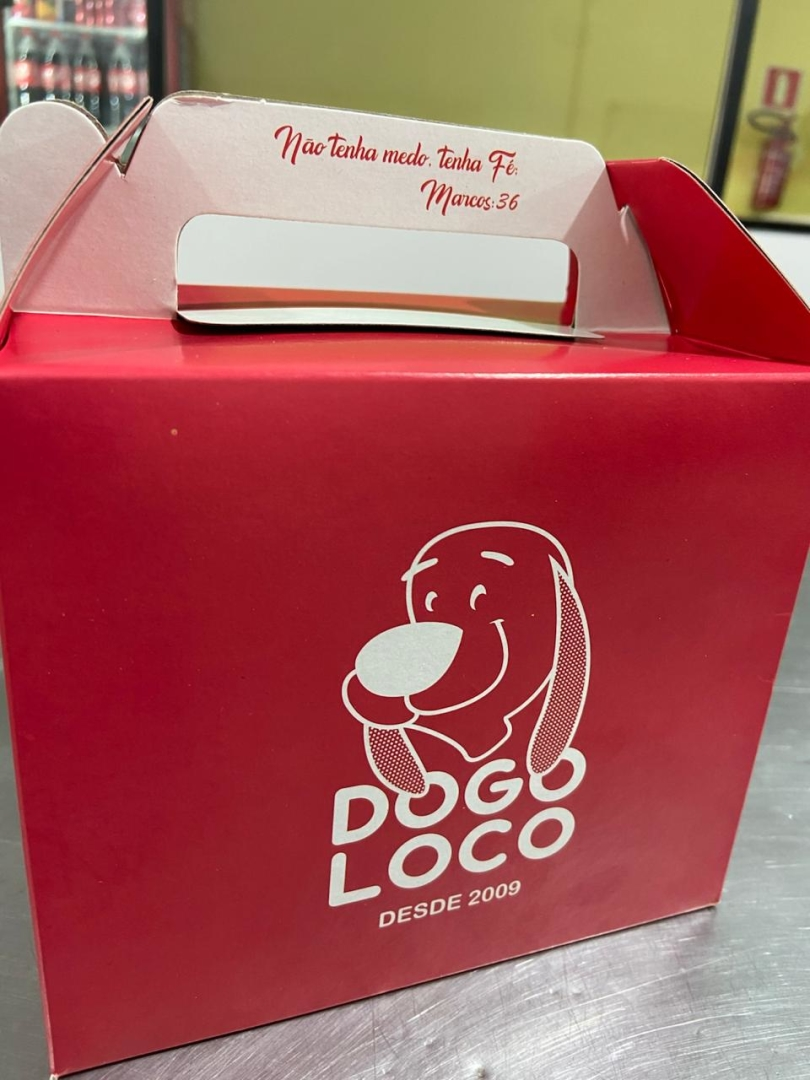 Não tenha medo, tenha Fé;
Marcos:36
DOGO
LOCO
DESDE 2009